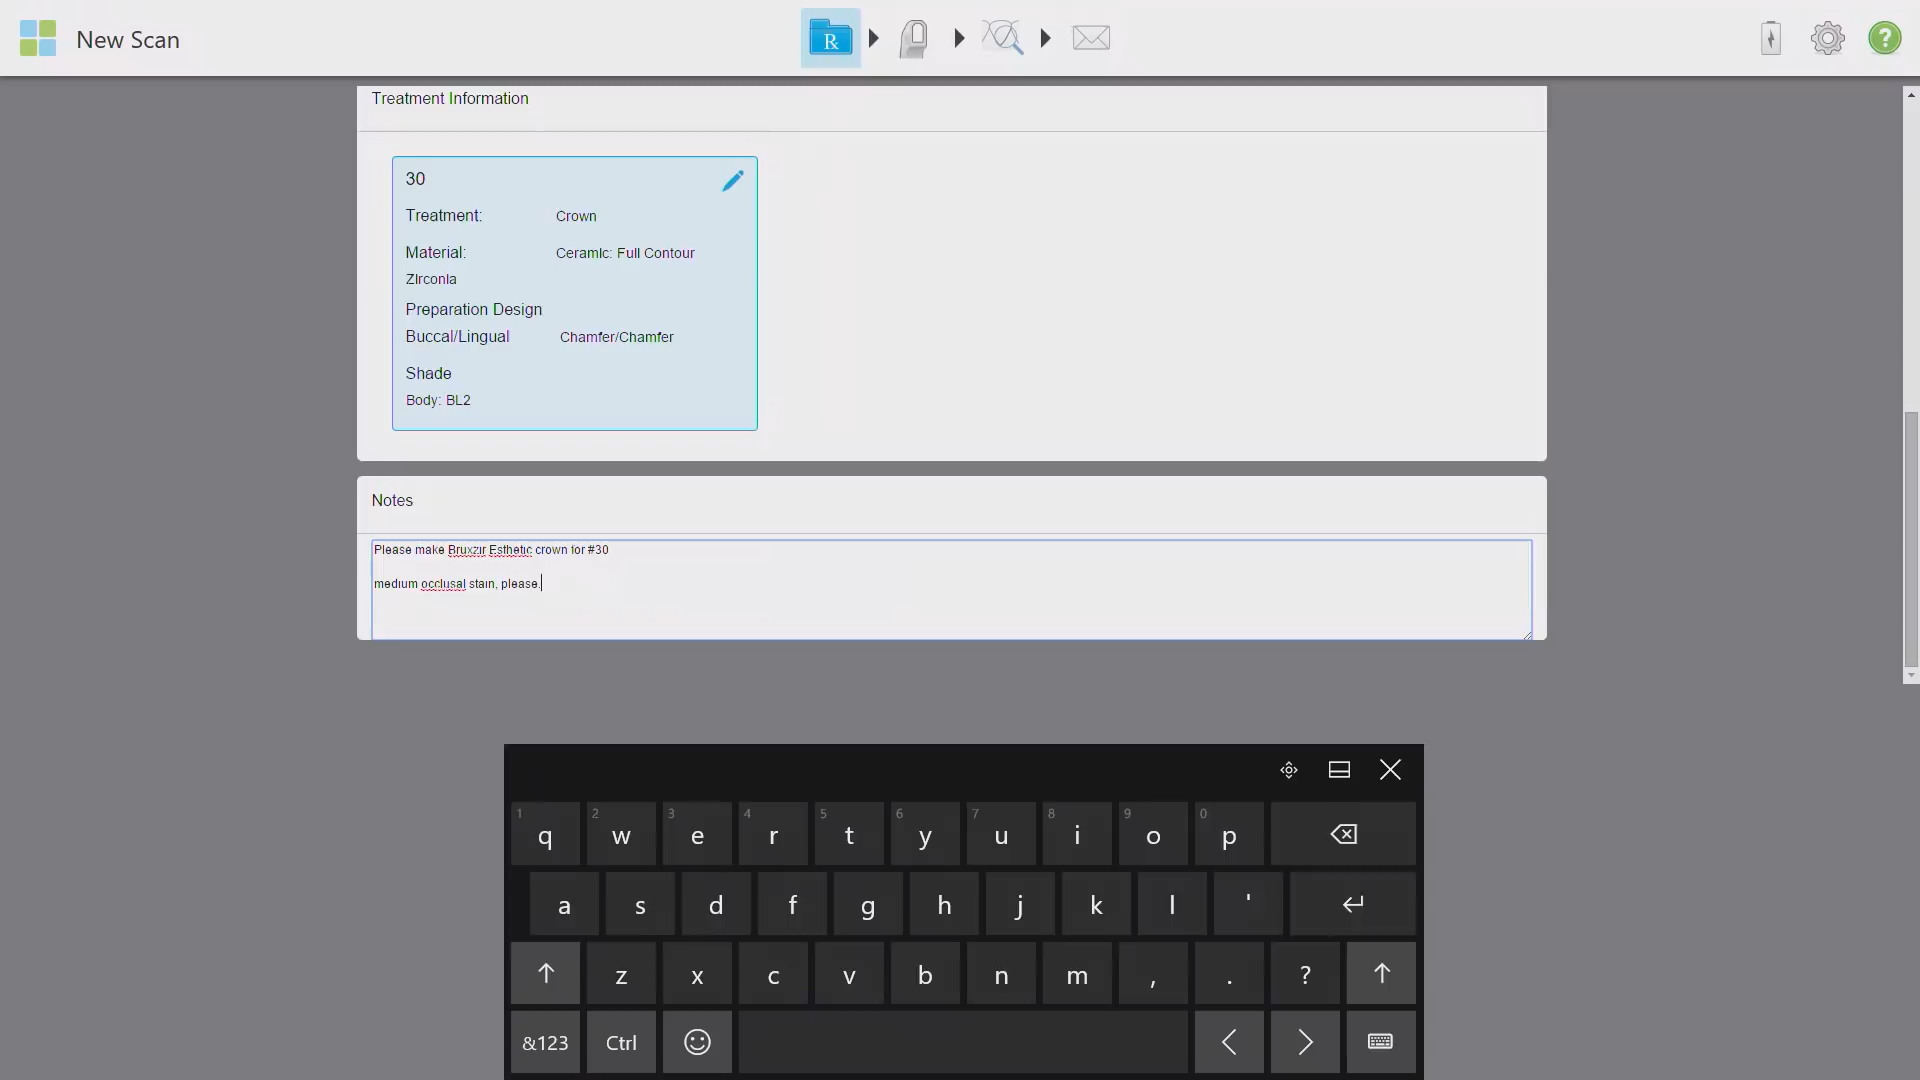 New Scan
R
?
Treatment Information
30
Treatment: Crown
Material: Ceramic: Full Contour
Zirconia
Preparation Design
Buccal/Lingual Chamfer/Chamfer
Shade
Body: BL2
Notes
Please make Bruxzir Esthetic crown for #30
medium occlusal stain, please.
1 2 3 4 5 6 7 8 9 0
q w e r t y u i o p
a s d f g h j k l '
z x c v b n m , . ?
&123 Ctrl